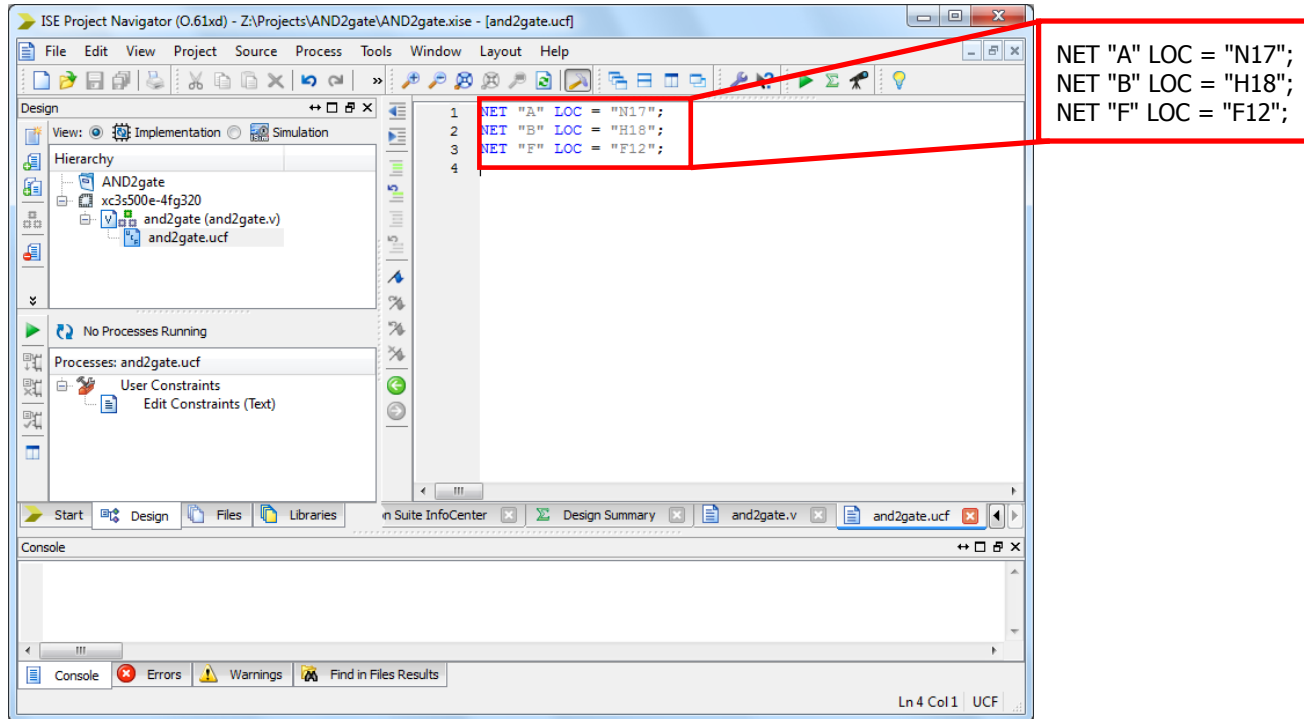 ISE Project Navigator (O.61xd) - Z:\Projects\AND2gate\AND2gate.xise - [and2gate.ucf]
File Edit View Project Source Process Tools Window Layout Help
Design
View: Implementation Simulation
Hierarchy
AND2gate
xc3s500e-4fg320
and2gate (and2gate.v)
and2gate.ucf
No Processes Running
Processes: and2gate.ucf
User Constraints
Edit Constraints (Text)
1 NET "A" LOC = "N17";
2 NET "B" LOC = "H18";
3 NET "F" LOC = "F12";
4
NET "A" LOC = "N17";
NET "B" LOC = "H18";
NET "F" LOC = "F12";
Start Design Files Libraries
n Suite InfoCenter Design Summary and2gate.v and2gate.ucf
Console
Console Errors Warnings Find in Files Results
Ln 4 Col 1 UCF